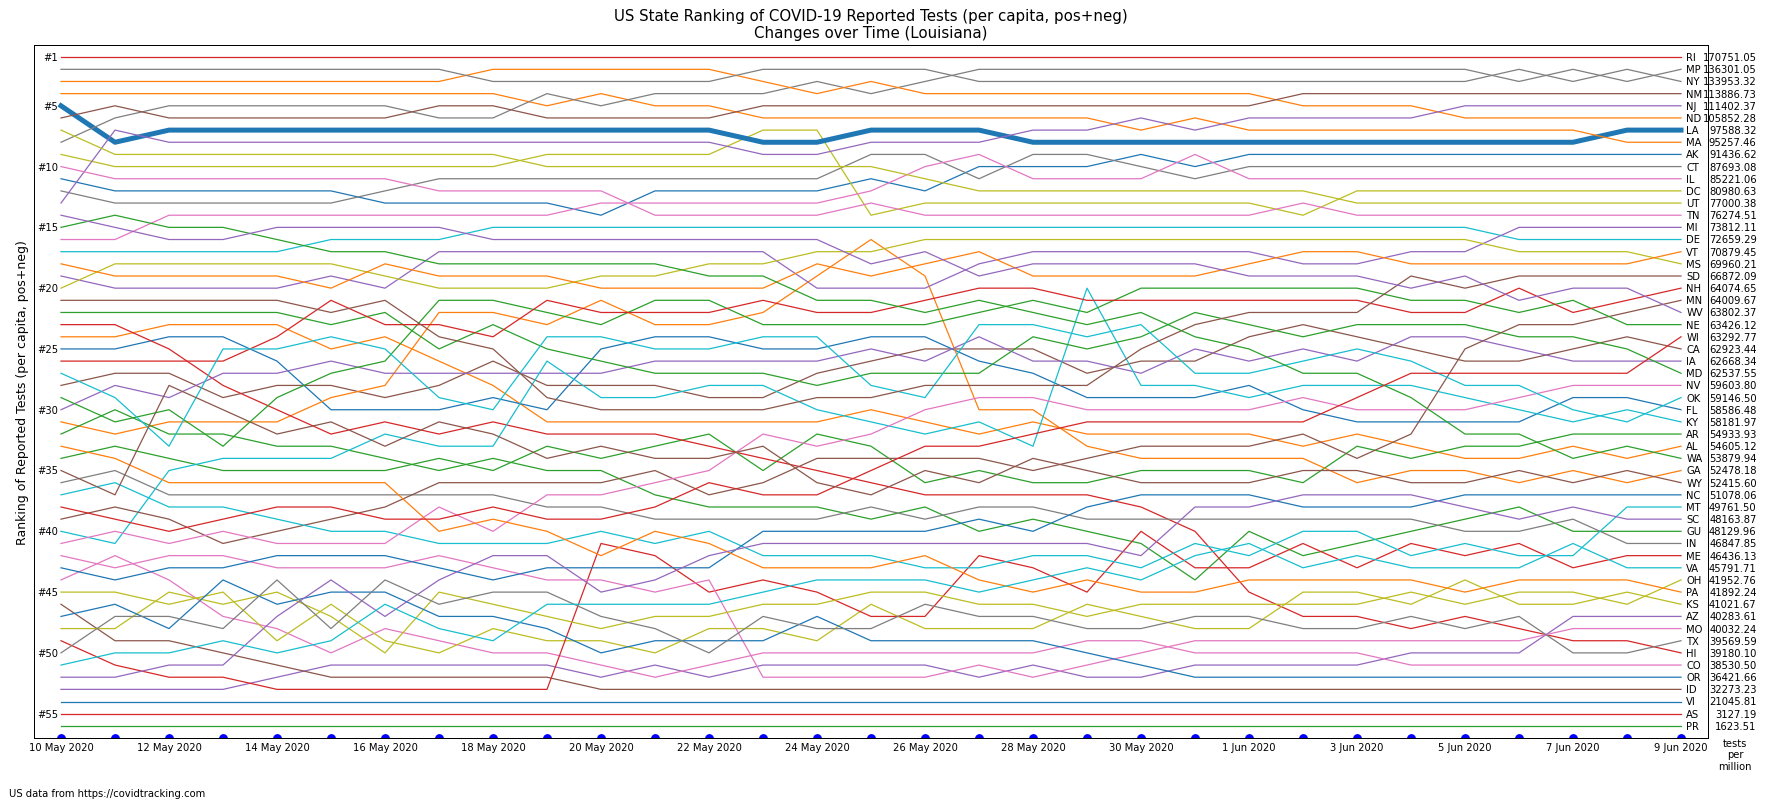 US State Ranking of COVID-19 Reported Tests (per capita, pos+neg)
Changes over Time (Louisiana)
Ranking of Reported Tests (per capita, pos+neg)
#1
#5
#10
#15
#20
#25
#30
#35
#40
#45
#50
#55
RI 170751.05
MP 136301.05
NY 133953.32
NM 113886.73
NJ 111402.37
ND 105852.28
LA 97588.32
MA 95257.46
AK 91436.62
CT 87693.08
IL 85221.06
DC 80980.63
UT 77000.38
TN 76274.51
MI 73812.11
DE 72659.29
VT 70879.45
MS 69960.21
SD 66872.09
NH 64074.65
MN 64009.67
WV 63802.37
NE 63426.12
WI 63292.77
CA 62923.44
IA 62668.34
MD 62537.55
NV 59603.80
OK 59146.50
FL 58586.48
KY 58181.97
AR 54933.93
AL 54605.12
WA 53879.94
GA 52478.18
WY 52415.60
NC 51078.06
MT 49761.50
SC 48163.87
GU 48129.96
IN 46847.85
ME 46436.13
VA 45791.71
OH 41952.76
PA 41892.24
KS 41021.67
AZ 40283.61
MO 40032.24
TX 39569.59
HI 39180.10
CO 38530.50
OR 36421.66
ID 32273.23
VI 21045.81
AS 3127.19
PR 1623.51
10 May 2020 12 May 2020 14 May 2020 16 May 2020 18 May 2020 20 May 2020 22 May 2020 24 May 2020 26 May 2020 28 May 2020 30 May 2020 1 Jun 2020 3 Jun 2020 5 Jun 2020 7 Jun 2020 9 Jun 2020
tests
per
million
US data from https://covidtracking.com